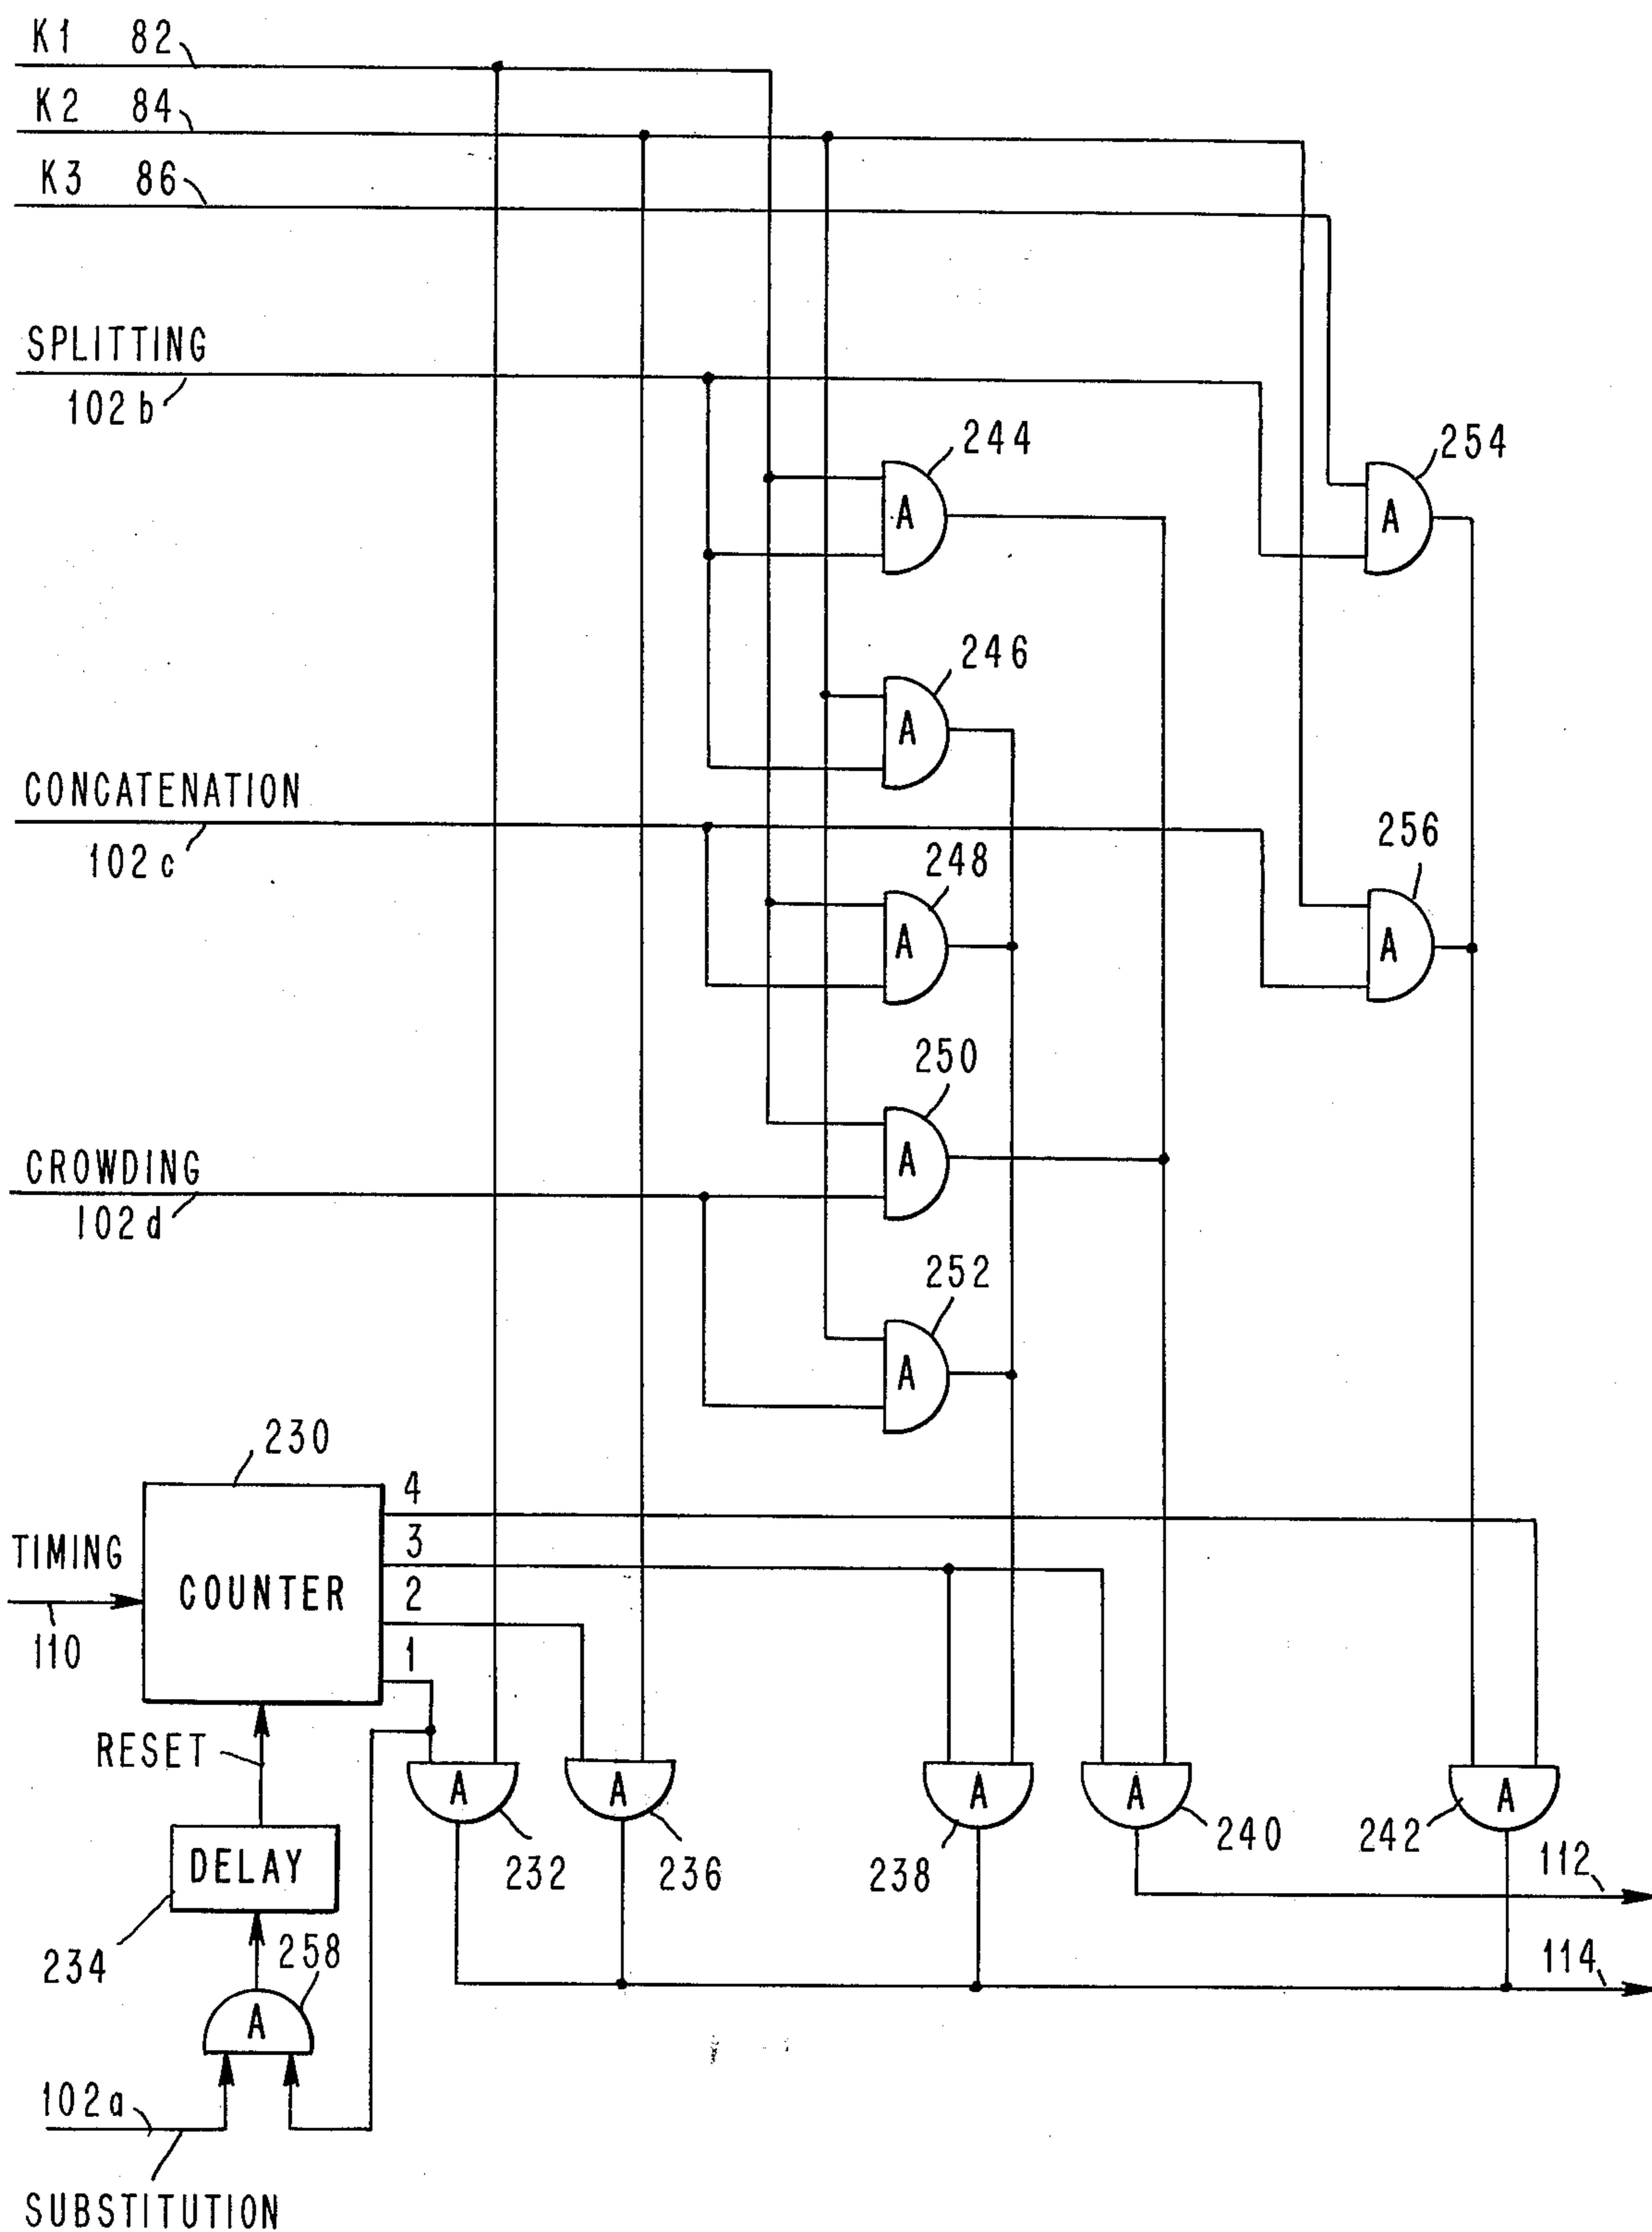 K1 82
K2 84
K3 86
SPLITTING
102b
244
254
A
A
246
A
CONCATENATION
102c
256
248
A
A
250
A
CROWDING
102d
252
A
230
4
3
2
1
TIMING
COUNTER
110
RESET
A
A
A
A
A
232
236
238
240
242
112
DELAY
234
258
114
A
102a
SUBSTITUTION